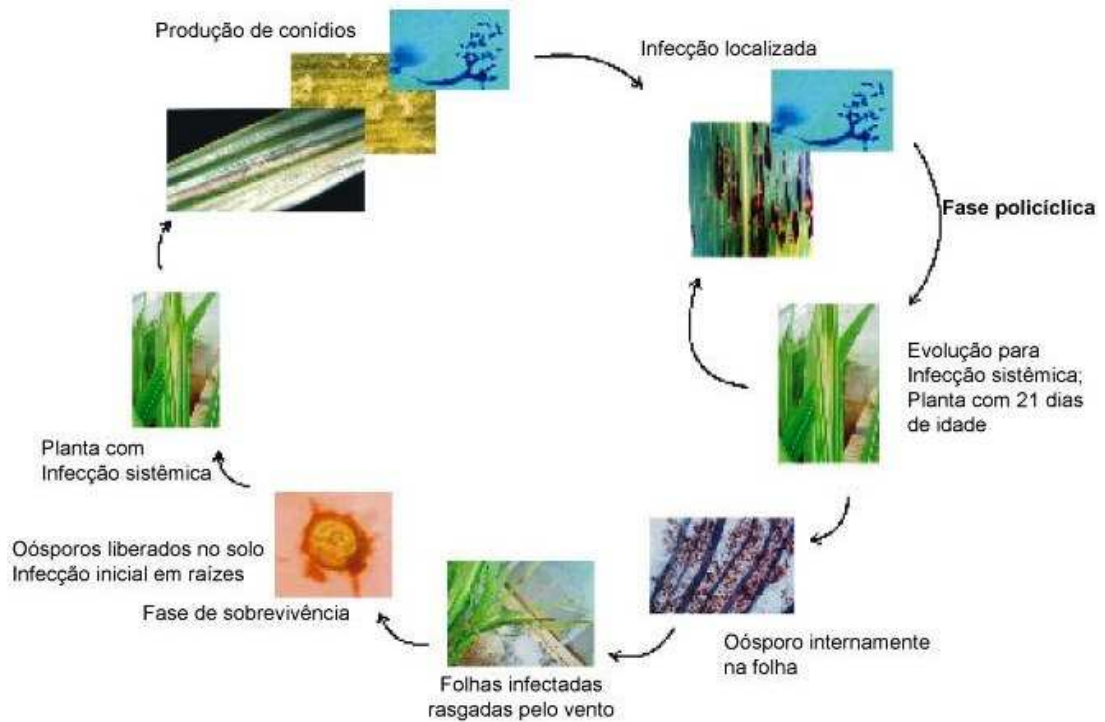 Produção de conídios
Infecção localizada
Fase policíclica
Evolução para
Infecção sistêmica;
Planta com 21 dias
de idade
Oósporo internamente
na folha
Folhas infectadas
rasgadas pelo vento
Oósporos liberados no solo
Infecção inicial em raízes
Fase de sobrevivência
Planta com
Infecção sistêmica